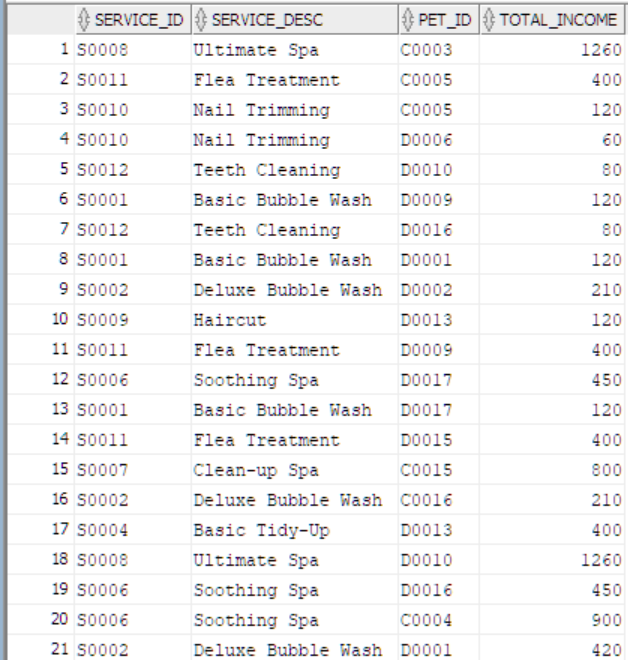 SERVICE_ID SERVICE_DESC PET_ID TOTAL_INCOME
1 S0008 Ultimate Spa C0003 1260
2 S0011 Flea Treatment C0005 400
3 S0010 Nail Trimming C0005 120
4 S0010 Nail Trimming D0006 60
5 S0012 Teeth Cleaning D0010 80
6 S0001 Basic Bubble Wash D0009 120
7 S0012 Teeth Cleaning D0016 80
8 S0001 Basic Bubble Wash D0001 120
9 S0002 Deluxe Bubble Wash D0002 210
10 S0009 Haircut D0013 120
11 S0011 Flea Treatment D0009 400
12 S0006 Soothing Spa D0017 450
13 S0001 Basic Bubble Wash D0017 120
14 S0011 Flea Treatment D0015 400
15 S0007 Clean-up Spa C0015 800
16 S0002 Deluxe Bubble Wash C0016 210
17 S0004 Basic Tidy-Up D0013 400
18 S0008 Ultimate Spa D0010 1260
19 S0006 Soothing Spa D0016 450
20 S0006 Soothing Spa C0004 900
21 S0002 Deluxe Bubble Wash D0001 420